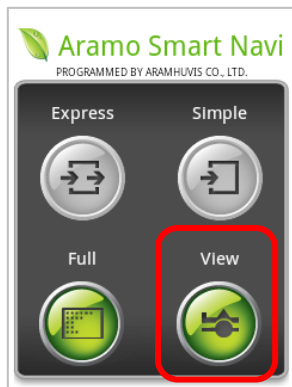 Aramo Smart Navi
PROGRAMMED BY ARAMHUVIS CO., LTD.
Express Simple
Full View